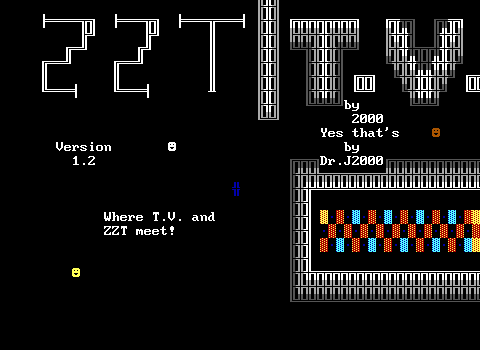 ZZT T.V.
by
2000
Yes that's
by
Dr.J2000
Version
1.2
Where T.V. and
ZZT meet!